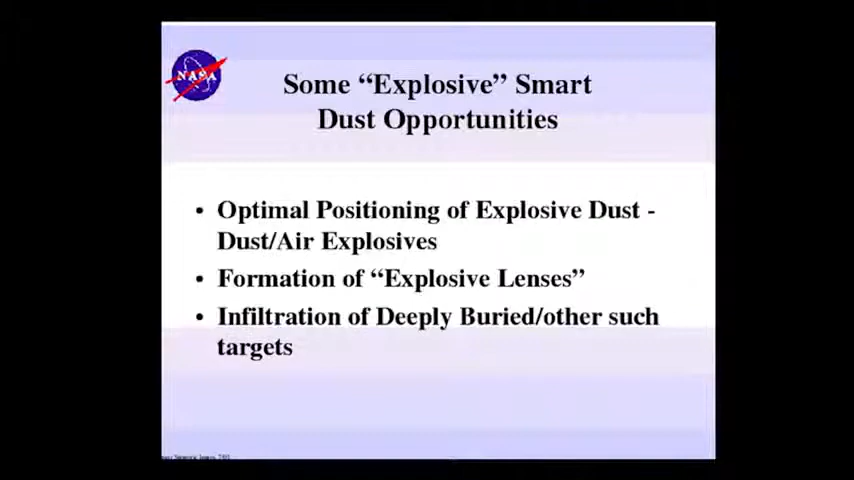 NASA
Some “Explosive” Smart
Dust Opportunities
• Optimal Positioning of Explosive Dust -
Dust/Air Explosives
• Formation of “Explosive Lenses”
• Infiltration of Deeply Buried/other such
targets